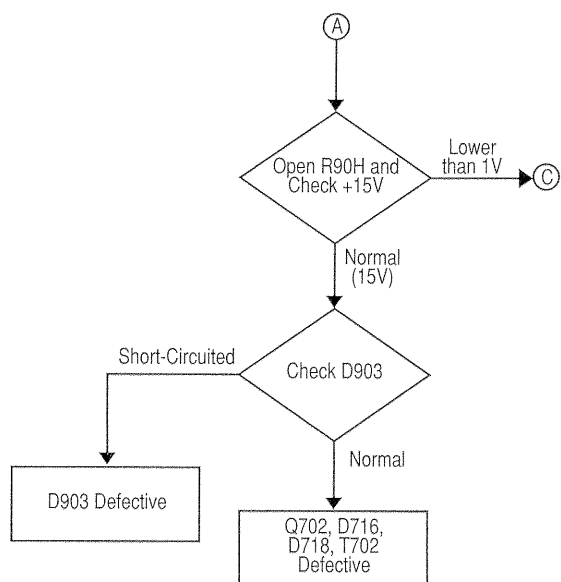 A
Open R90H and
Check +15V
Lower
than 1V
C
Normal
(15V)
Short-Circuited
Check D903
Normal
D903 Defective
Q702, D716,
D718, T702
Defective